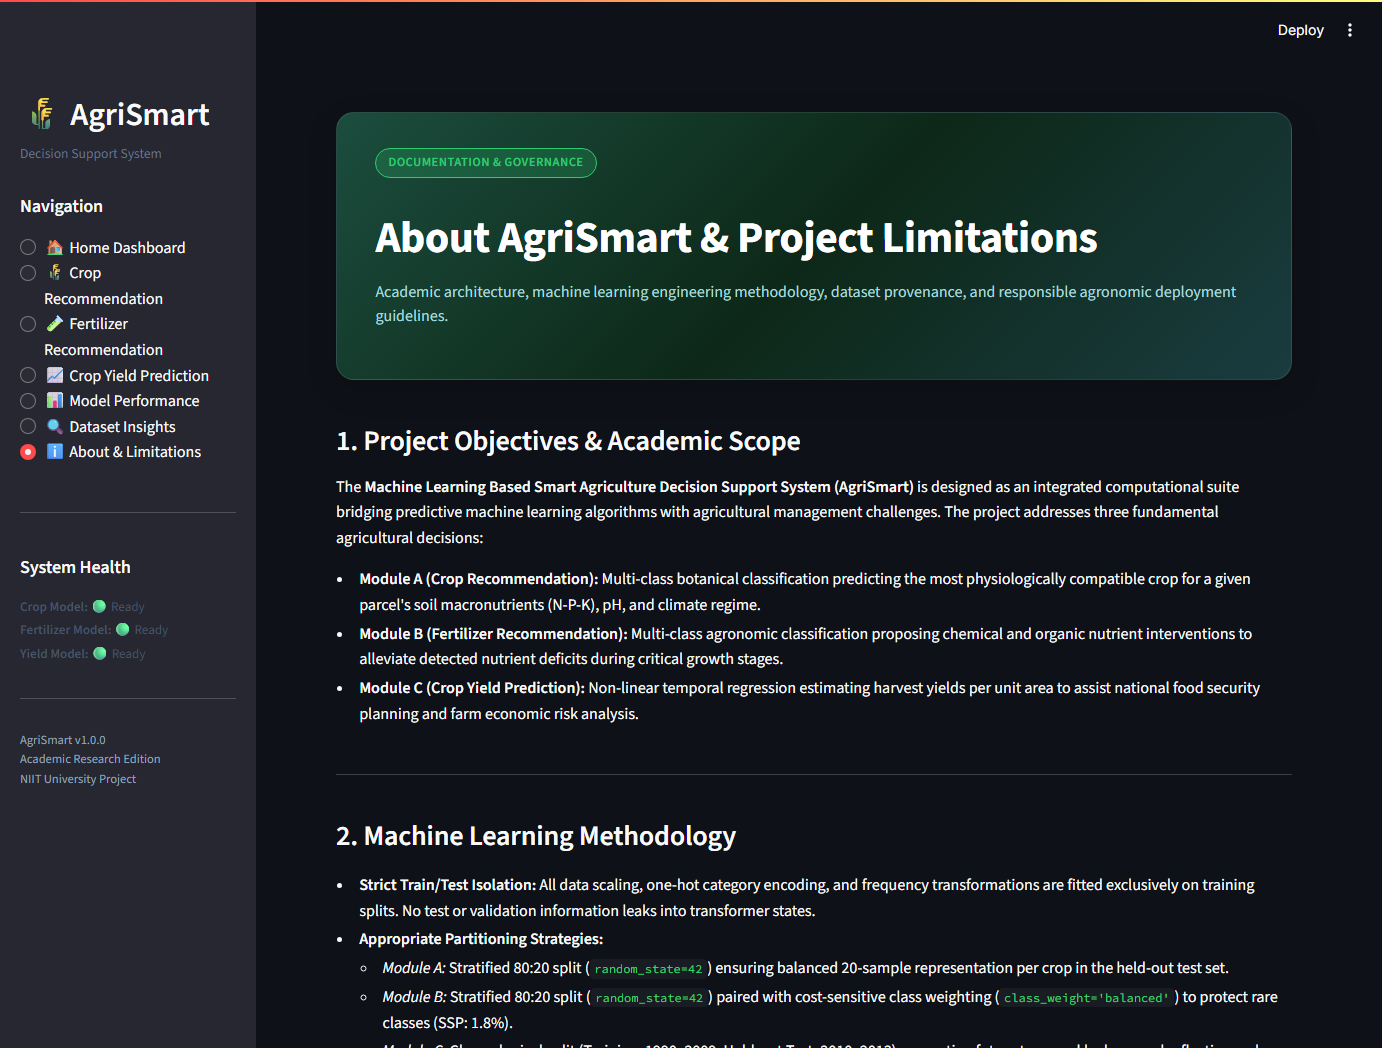 Deploy
AgriSmart
Decision Support System
Navigation
Home Dashboard
Crop
Recommendation
Fertilizer
Recommendation
Crop Yield Prediction
Model Performance
Dataset Insights
About & Limitations
System Health
Crop Model: Ready
Fertilizer Model: Ready
Yield Model: Ready
AgriSmart v1.0.0
Academic Research Edition
NIIT University Project
DOCUMENTATION & GOVERNANCE
About AgriSmart & Project Limitations
Academic architecture, machine learning engineering methodology, dataset provenance, and responsible agronomic deployment
guidelines.
1. Project Objectives & Academic Scope
The Machine Learning Based Smart Agriculture Decision Support System (AgriSmart) is designed as an integrated computational suite
bridging predictive machine learning algorithms with agricultural management challenges. The project addresses three fundamental
agricultural decisions:
• Module A (Crop Recommendation): Multi-class botanical classification predicting the most physiologically compatible crop for a given
parcel's soil macronutrients (N-P-K), pH, and climate regime.
• Module B (Fertilizer Recommendation): Multi-class agronomic classification proposing chemical and organic nutrient interventions to
alleviate detected nutrient deficits during critical growth stages.
• Module C (Crop Yield Prediction): Non-linear temporal regression estimating harvest yields per unit area to assist national food security
planning and farm economic risk analysis.
2. Machine Learning Methodology
• Strict Train/Test Isolation: All data scaling, one-hot category encoding, and frequency transformations are fitted exclusively on training
splits. No test or validation information leaks into transformer states.
• Appropriate Partitioning Strategies:
◦ Module A: Stratified 80:20 split ( random_state=42 ) ensuring balanced 20-sample representation per crop in the held-out test set.
◦ Module B: Stratified 80:20 split ( random_state=42 ) paired with cost-sensitive class weighting ( class_weight='balanced' ) to protect rare
classes (SSP: 1.8%).